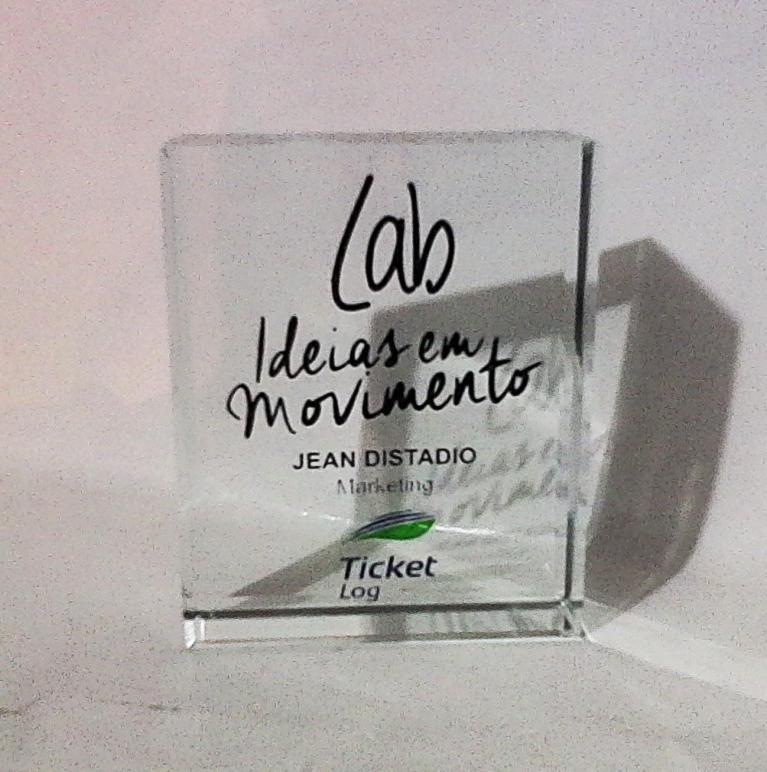 Lab
Ideias em
Movimento
JEAN DISTADIO
Marketing
Ticket
Log